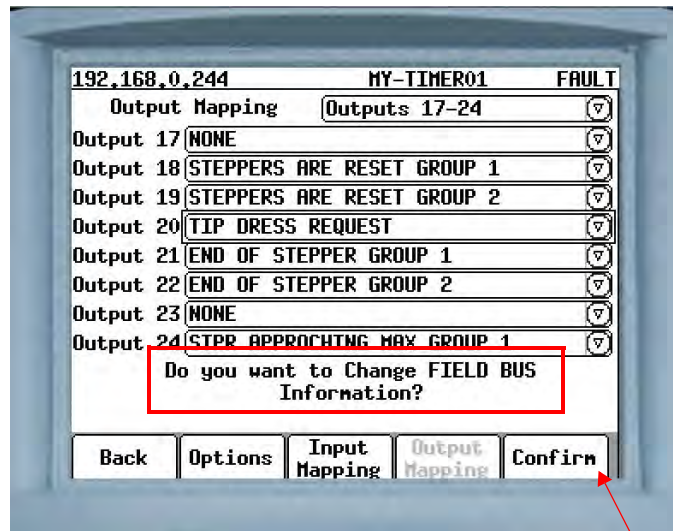 192.168.0.244 MY-TIMER01 FAULT
Output Mapping Outputs 17-24
Output 17 NONE
Output 18 STEPPERS ARE RESET GROUP 1
Output 19 STEPPERS ARE RESET GROUP 2
Output 20 TIP DRESS REQUEST
Output 21 END OF STEPPER GROUP 1
Output 22 END OF STEPPER GROUP 2
Output 23 NONE
Output 24 STPR APPROCHING MAX GROUP 1
Do you want to Change FIELD BUS
Information?
Back Options Input Mapping Output Mapping Confirm